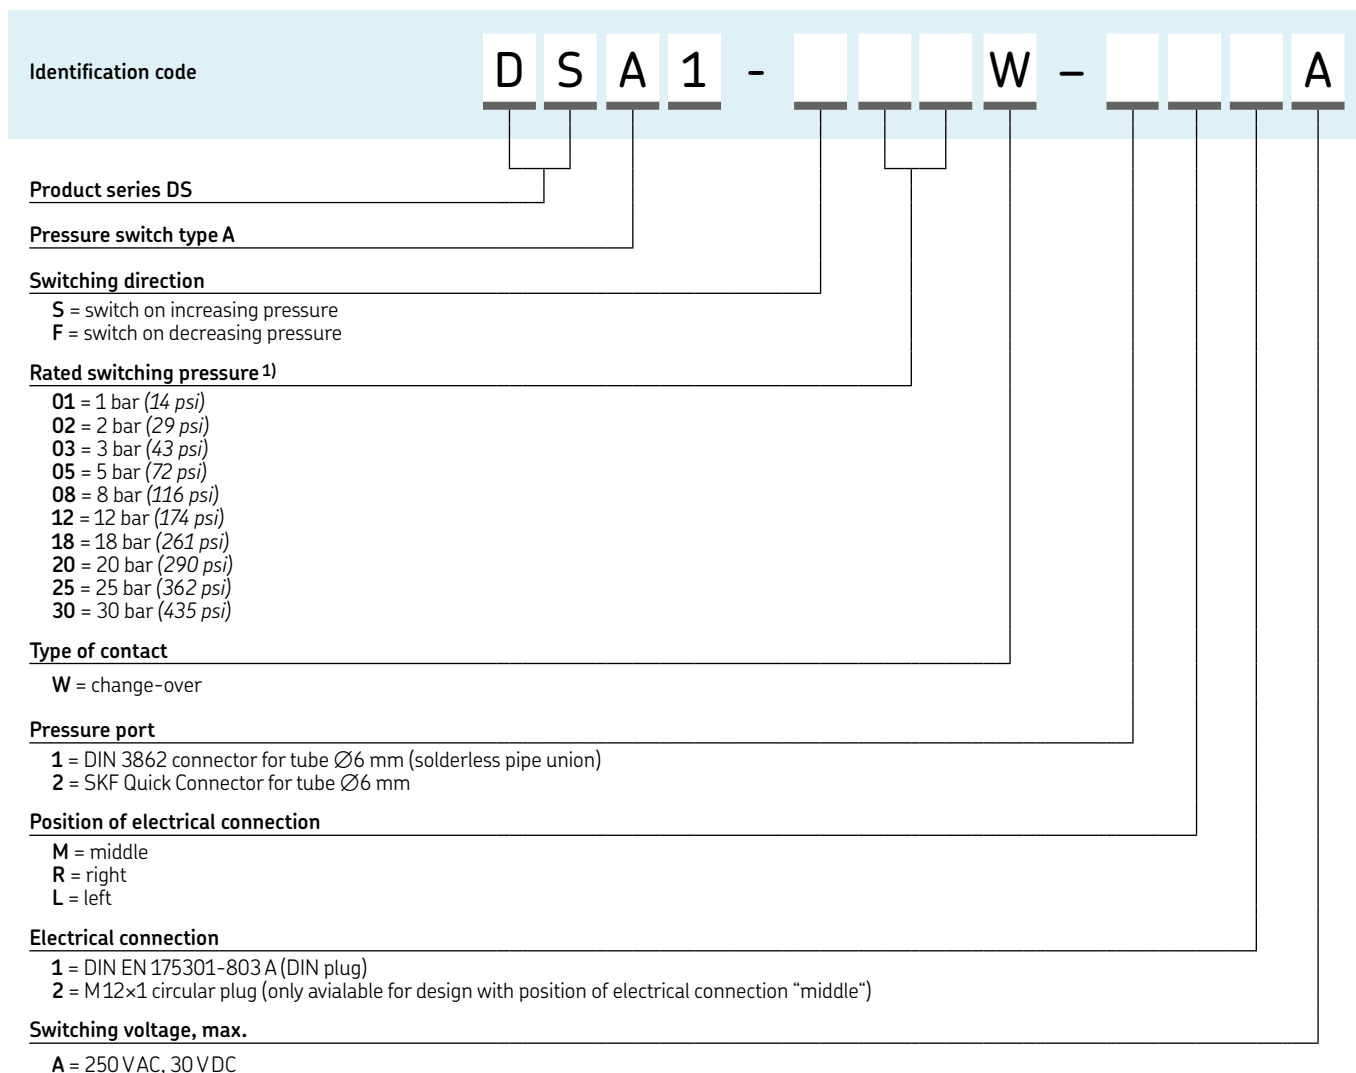 Identification code D S A 1 - W – A
Product series DS
Pressure switch type A
Switching direction
S = switch on increasing pressure
F = switch on decreasing pressure
Rated switching pressure 1)
01 = 1 bar (14 psi)
02 = 2 bar (29 psi)
03 = 3 bar (43 psi)
05 = 5 bar (72 psi)
08 = 8 bar (116 psi)
12 = 12 bar (174 psi)
18 = 18 bar (261 psi)
20 = 20 bar (290 psi)
25 = 25 bar (362 psi)
30 = 30 bar (435 psi)
Type of contact
W = change-over
Pressure port
1 = DIN 3862 connector for tube ∅6 mm (solderless pipe union)
2 = SKF Quick Connector for tube ∅6 mm
Position of electrical connection
M = middle
R = right
L = left
Electrical connection
1 = DIN EN 175301-803 A (DIN plug)
2 = M12×1 circular plug (only avialable for design with position of electrical connection “middle“)
Switching voltage, max.
A = 250 VAC, 30 VDC